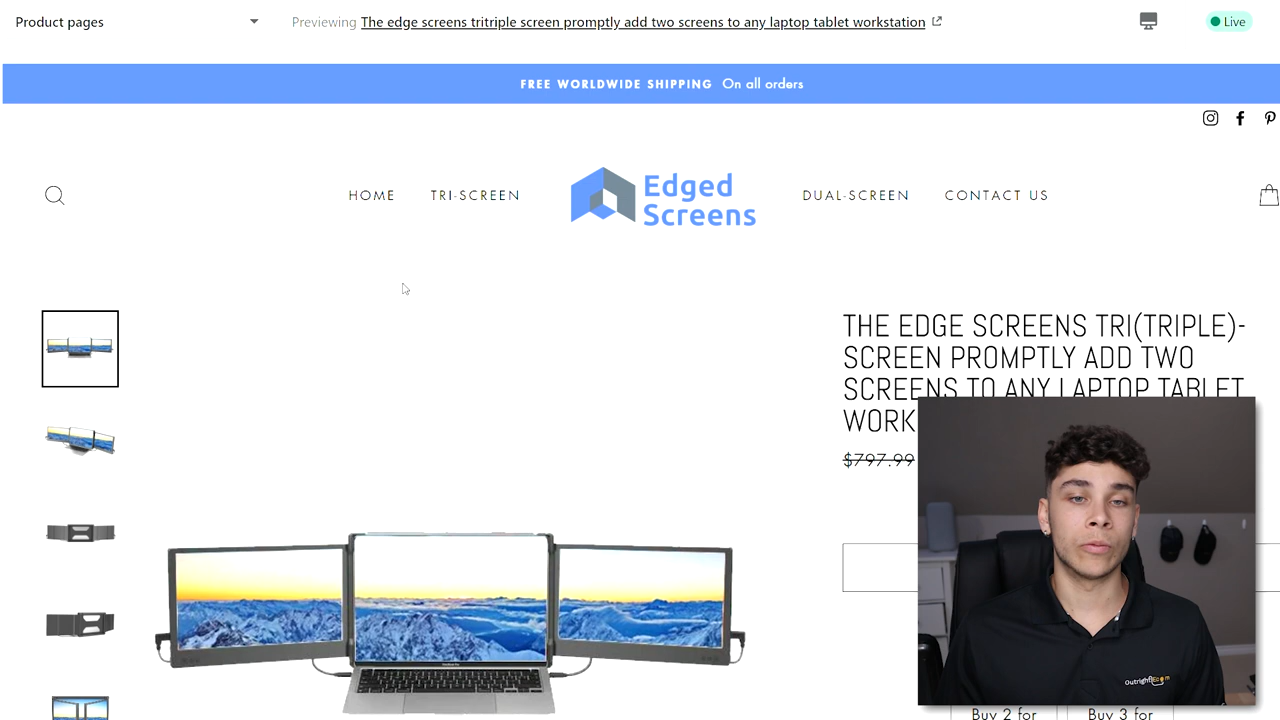 Product pages
Previewing The edge screens tritriple screen promptly add two screens to any laptop tablet workstation
Live
FREE WORLDWIDE SHIPPING On all orders
HOME
TRI-SCREEN
Edged
Screens
DUAL-SCREEN
CONTACT US
THE EDGE SCREENS TRI(TRIPLE)-
SCREEN PROMPTLY ADD TWO
SCREENS TO ANY LAPTOP TABLET
WORK
$797.99
OutrightEcom
Buy 2 for
Buy 3 for